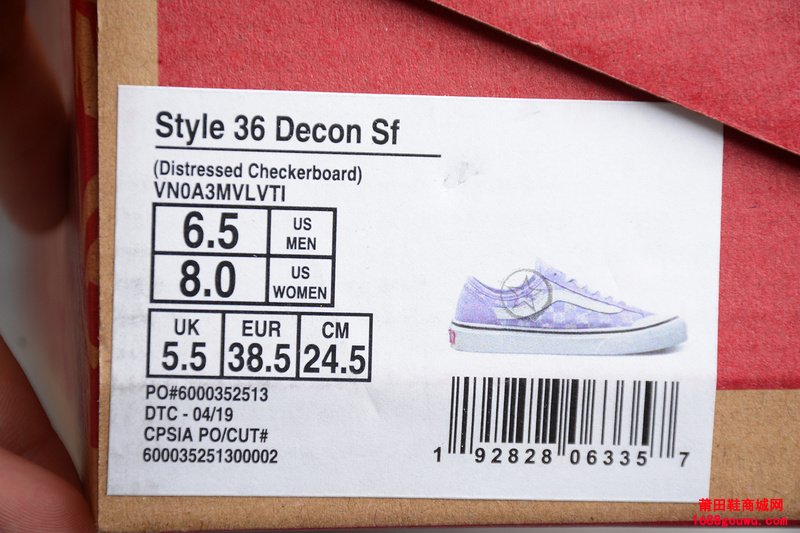 Style 36 Decon Sf
(Distressed Checkerboard)
VN0A3MVLVTI
6.5 US MEN
8.0 US WOMEN
UK EUR CM
5.5 38.5 24.5
PO#6000352513
DTC - 04/19
CPSIA PO/CUT#
600035251300002
1 92828 06335 7
莆田鞋商城网
1688gouwu.com